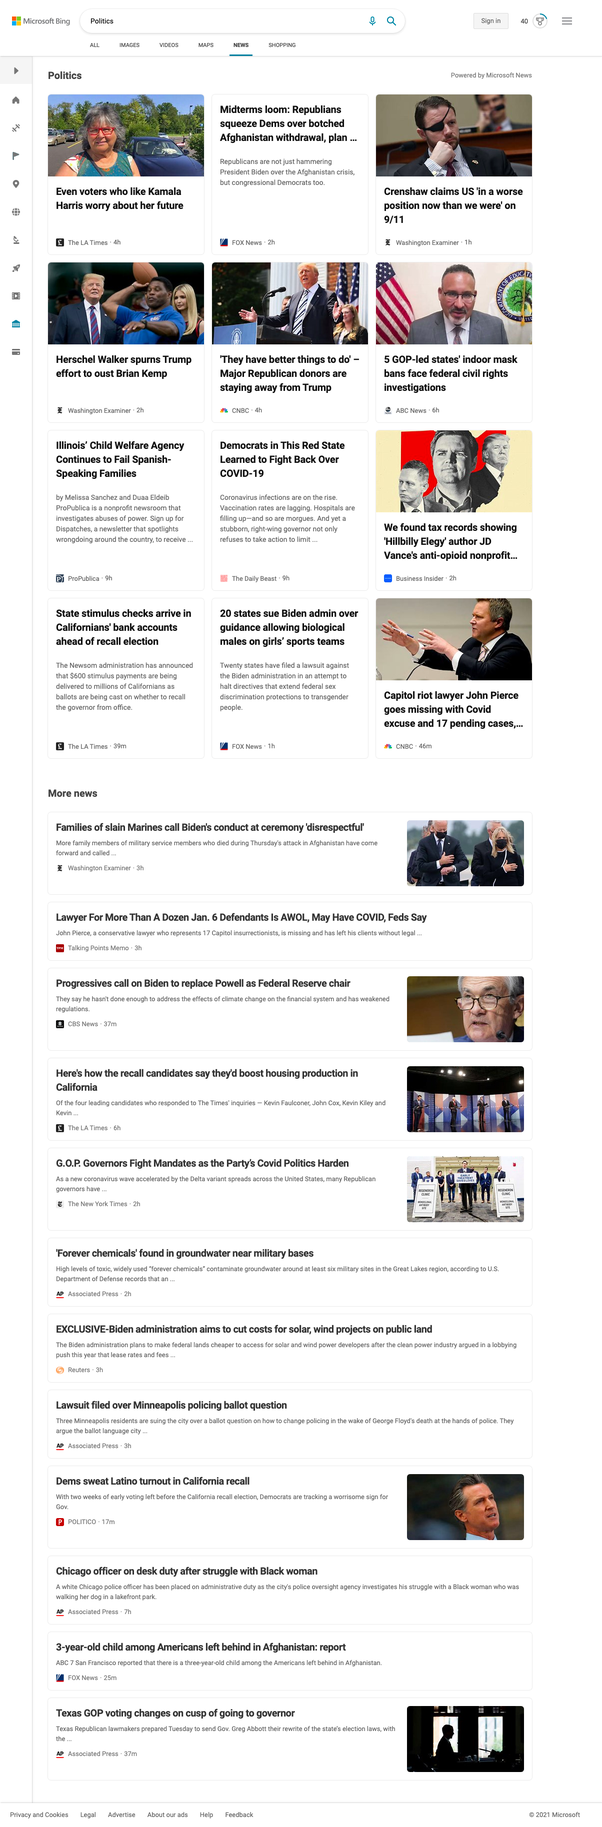 Microsoft Bing
Politics
Sign in
40
ALL IMAGES VIDEOS MAPS NEWS SHOPPING
Politics
Powered by Microsoft News
Even voters who like Kamala
Harris worry about her future
The LA Times · 4h
Midterms loom: Republians
squeeze Dems over botched
Afghanistan withdrawal, plan ...
Republicans are not just hammering
President Biden over the Afghanistan crisis,
but congressional Democrats too.
FOX News · 2h
Crenshaw claims US 'in a worse
position now than we were' on
9/11
Washington Examiner · 1h
Herschel Walker spurns Trump
effort to oust Brian Kemp
Washington Examiner · 2h
'They have better things to do' –
Major Republican donors are
staying away from Trump
CNBC · 4h
5 GOP-led states' indoor mask
bans face federal civil rights
investigations
ABC News · 6h
Illinois' Child Welfare Agency
Continues to Fail Spanish-
Speaking Families
by Melissa Sanchez and Duaa Eldeib
ProPublica is a nonprofit newsroom that
investigates abuses of power. Sign up for
Dispatches, a newsletter that spotlights
wrongdoing around the country, to receive ...
ProPublica · 9h
Democrats in This Red State
Learned to Fight Back Over
COVID-19
Coronavirus infections are on the rise.
Vaccination rates are lagging. Hospitals are
filling up—and so are morgues. And yet a
stubborn, right-wing governor not only
refuses to take action to limit ...
The Daily Beast · 9h
We found tax records showing
'Hillbilly Elegy' author JD
Vance's anti-opioid nonprofit...
Business Insider · 2h
State stimulus checks arrive in
Californians' bank accounts
ahead of recall election
The Newsom administration has announced
that $600 stimulus payments are being
delivered to millions of Californians as
ballots are being cast on whether to recall
the governor from office.
The LA Times · 39m
20 states sue Biden admin over
guidance allowing biological
males on girls' sports teams
Twenty states have filed a lawsuit against
the Biden administration in an attempt to
halt directives that extend federal sex
discrimination protections to transgender
people.
FOX News · 1h
Capitol riot lawyer John Pierce
goes missing with Covid
excuse and 17 pending cases,...
CNBC · 46m
More news
Families of slain Marines call Biden's conduct at ceremony 'disrespectful'
More family members of military service members who died during Thursday's attack in Afghanistan have come
forward and called ...
Washington Examiner · 3h
Lawyer For More Than A Dozen Jan. 6 Defendants Is AWOL, May Have COVID, Feds Say
John Pierce, a conservative lawyer who represents 17 Capitol insurrectionists, is missing and has left his clients without legal ...
Talking Points Memo · 3h
Progressives call on Biden to replace Powell as Federal Reserve chair
They say he hasn't done enough to address the effects of climate change on the financial system and has weakened
regulations.
CBS News · 37m
Here's how the recall candidates say they'd boost housing production in
California
Of the four leading candidates who responded to The Times' inquiries — Kevin Faulconer, John Cox, Kevin Kiley and
Kevin ...
The LA Times · 6h
G.O.P. Governors Fight Mandates as the Party's Covid Politics Harden
As a new coronavirus wave accelerated by the Delta variant spreads across the United States, many Republican
governors have ...
The New York Times · 2h
'Forever chemicals' found in groundwater near military bases
High levels of toxic, widely used "forever chemicals" contaminate groundwater around at least six military sites in the Great Lakes region, according to U.S.
Department of Defense records that an ...
Associated Press · 2h
EXCLUSIVE-Biden administration aims to cut costs for solar, wind projects on public land
The Biden administration plans to make federal lands cheaper to access for solar and wind power developers after the clean power industry argued in a lobbying
push this year that lease rates and fees ...
Reuters · 3h
Lawsuit filed over Minneapolis policing ballot question
Three Minneapolis residents are suing the city over a ballot question on how to change policing in the wake of George Floyd's death at the hands of police. They
argue the ballot language city ...
Associated Press · 3h
Dems sweat Latino turnout in California recall
With two weeks of early voting left before the California recall election, Democrats are tracking a worrisome sign for
Gov.
POLITICO · 17m
Chicago officer on desk duty after struggle with Black woman
A white Chicago police officer has been placed on administrative duty as the city's police oversight agency investigates his struggle with a Black woman who was
walking her dog in a lakefront park.
Associated Press · 7h
3-year-old child among Americans left behind in Afghanistan: report
ABC 7 San Francisco reported that there is a three-year-old child among the Americans left behind in Afghanistan.
FOX News · 25m
Texas GOP voting changes on cusp of going to governor
Texas Republican lawmakers prepared Tuesday to send Gov. Greg Abbott their rewrite of the state's election laws, with
the ...
Associated Press · 37m
Privacy and Cookies Legal Advertise About our ads Help Feedback
© 2021 Microsoft